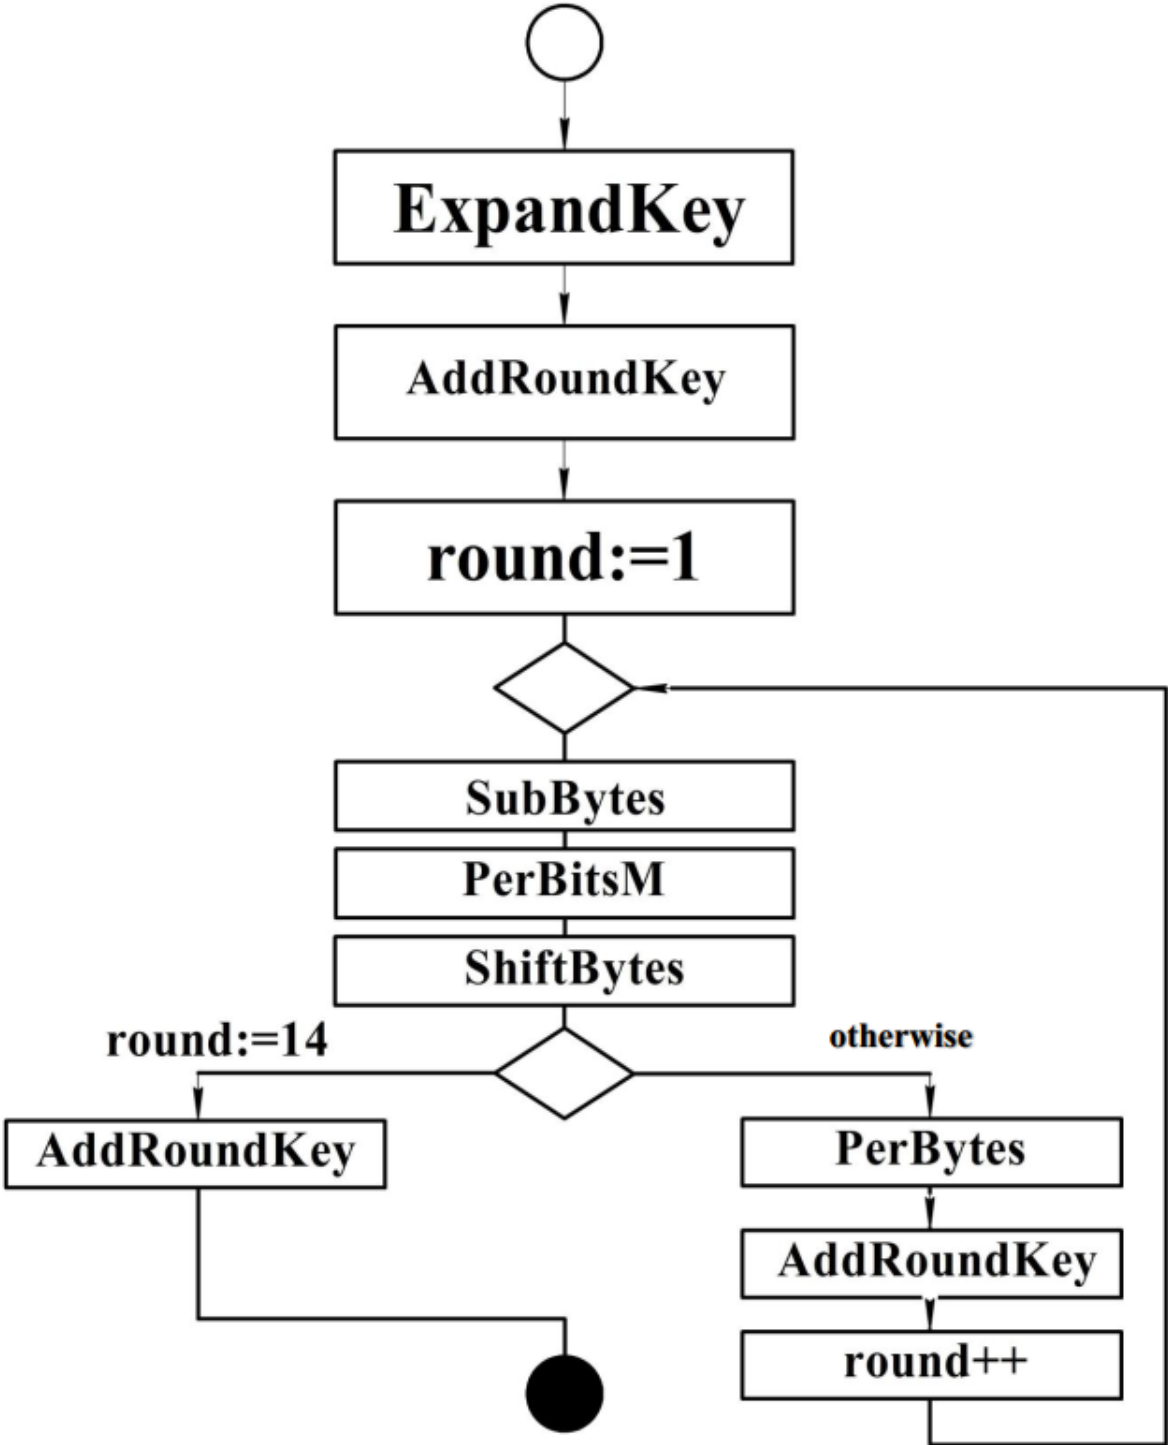 ExpandKey
AddRoundKey
round:=1
SubBytes
PerBitsM
ShiftBytes
round:=14
otherwise
AddRoundKey
PerBytes
AddRoundKey
round++